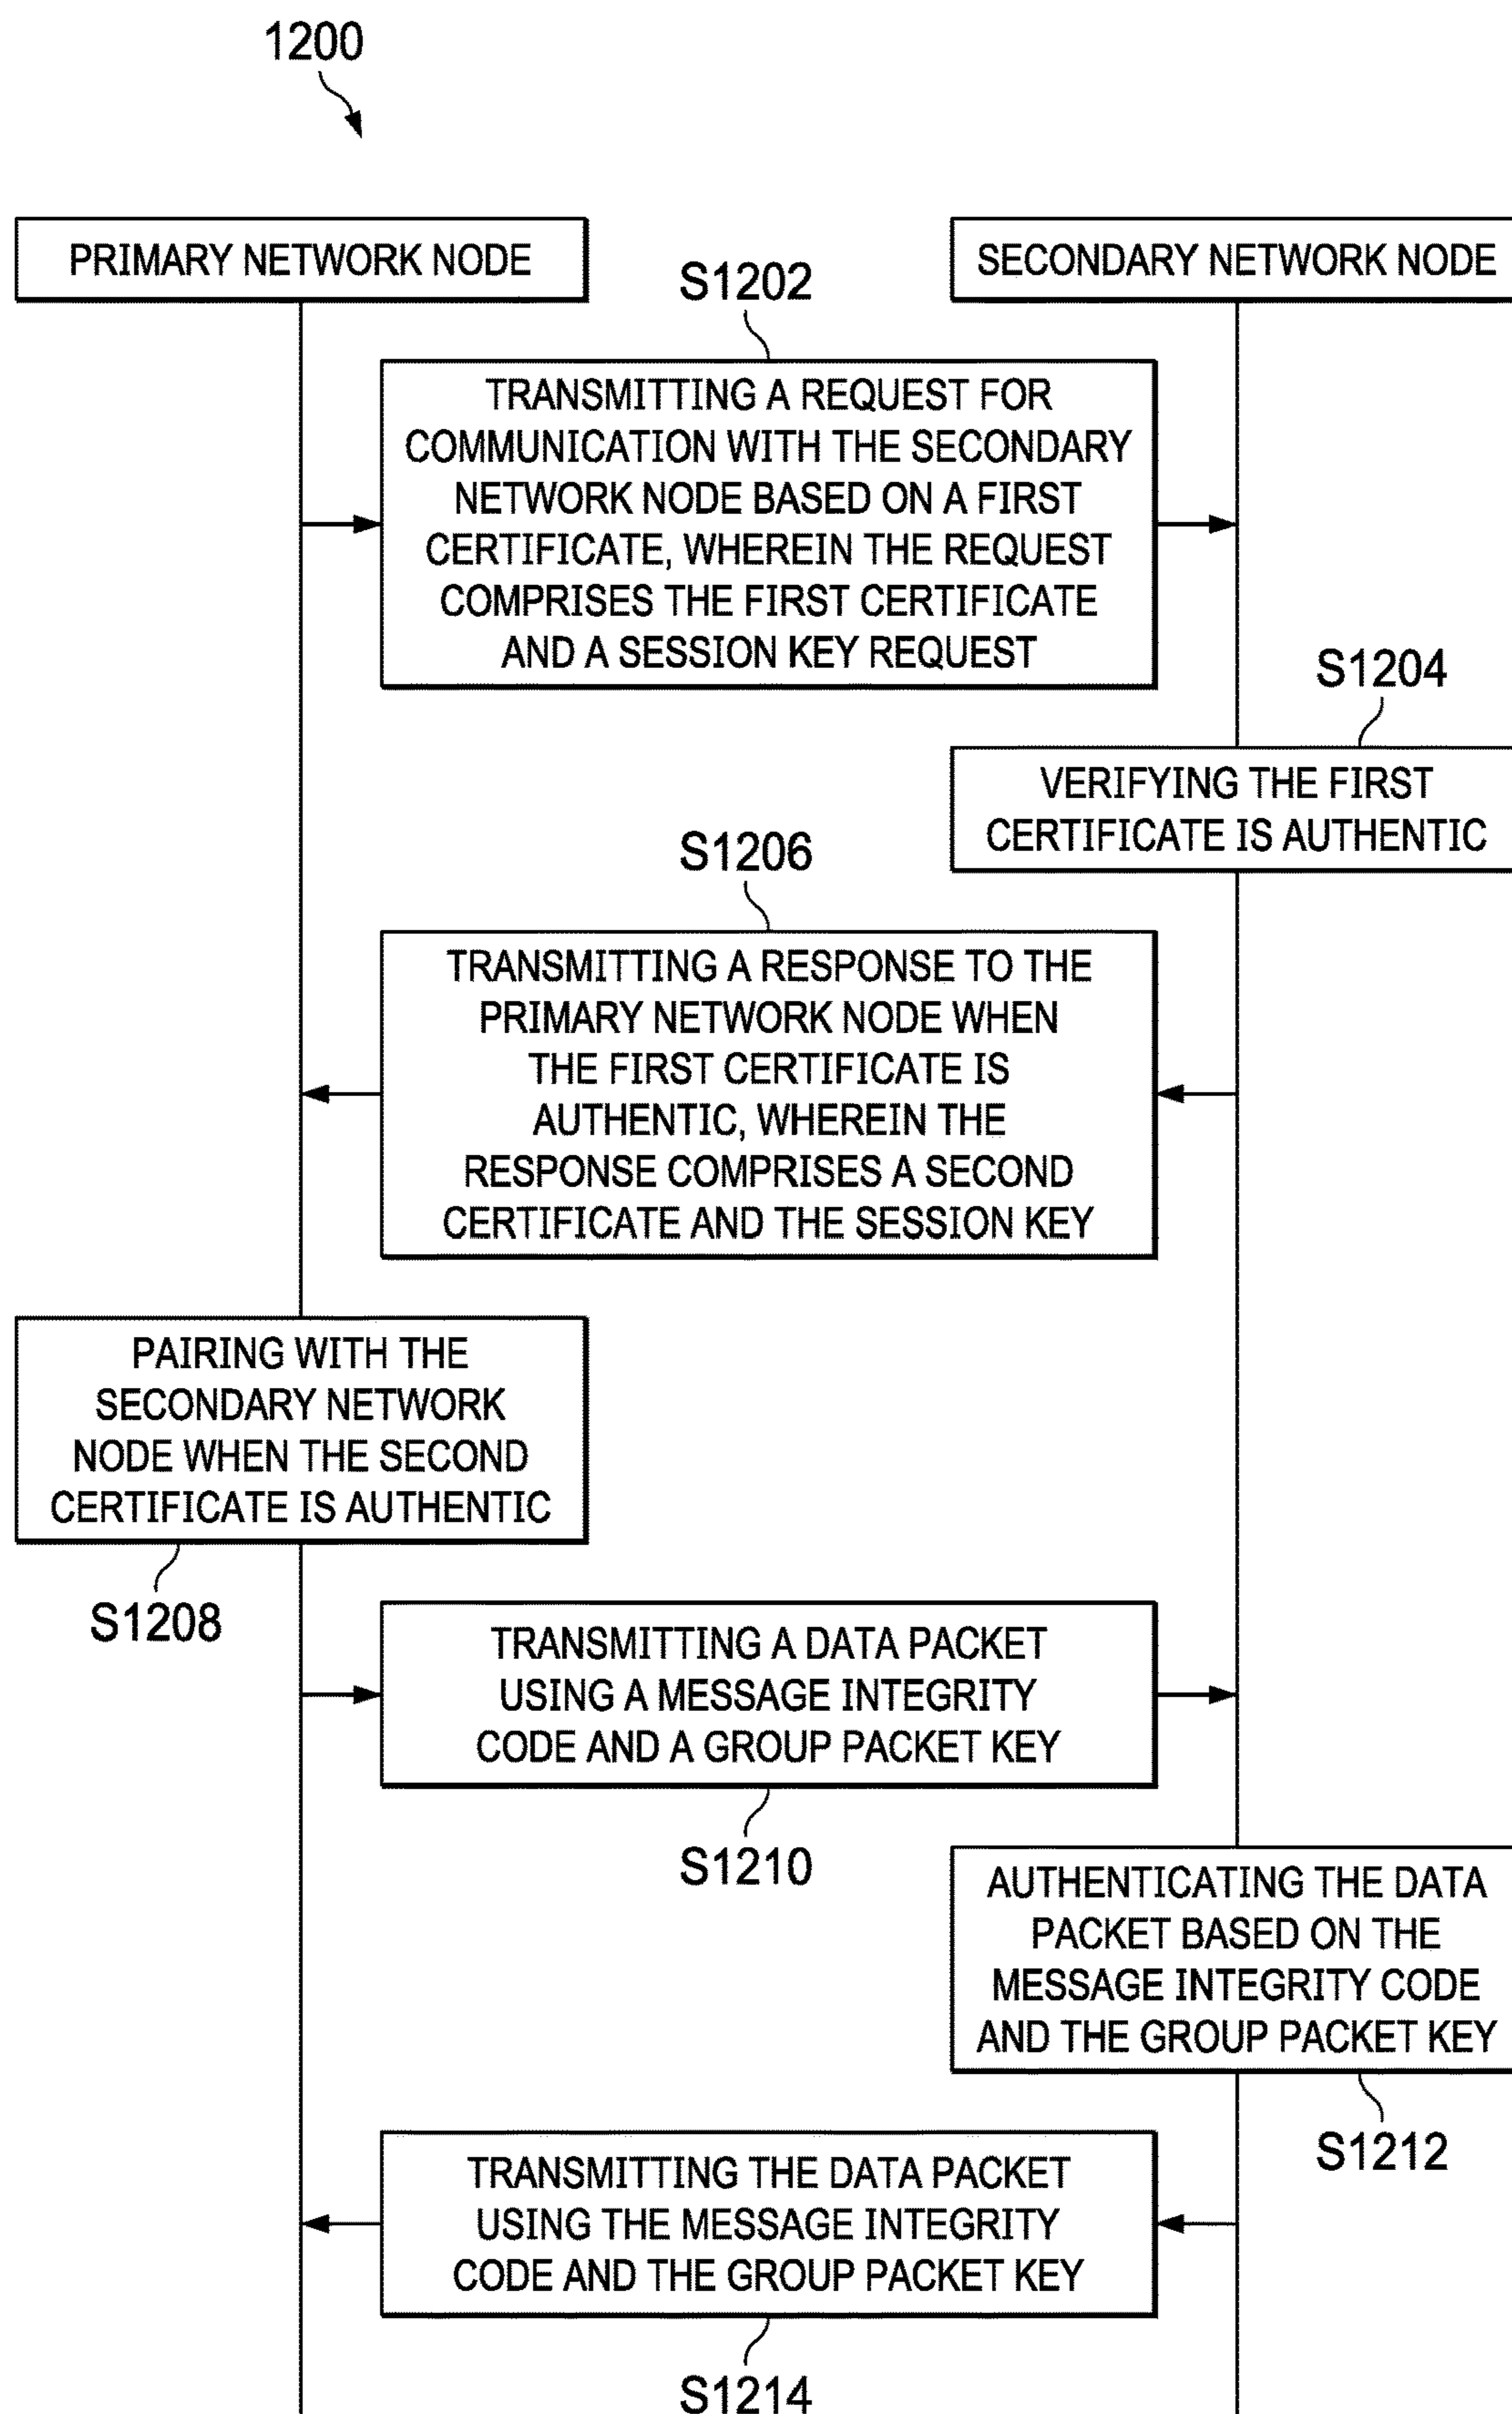 1200
PRIMARY NETWORK NODE
SECONDARY NETWORK NODE
S1202
TRANSMITTING A REQUEST FOR
COMMUNICATION WITH THE SECONDARY
NETWORK NODE BASED ON A FIRST
CERTIFICATE, WHEREIN THE REQUEST
COMPRISES THE FIRST CERTIFICATE
AND A SESSION KEY REQUEST
S1204
VERIFYING THE FIRST
CERTIFICATE IS AUTHENTIC
S1206
TRANSMITTING A RESPONSE TO THE
PRIMARY NETWORK NODE WHEN
THE FIRST CERTIFICATE IS
AUTHENTIC, WHEREIN THE
RESPONSE COMPRISES A SECOND
CERTIFICATE AND THE SESSION KEY
PAIRING WITH THE
SECONDARY NETWORK
NODE WHEN THE SECOND
CERTIFICATE IS AUTHENTIC
S1208
TRANSMITTING A DATA PACKET
USING A MESSAGE INTEGRITY
CODE AND A GROUP PACKET KEY
S1210
AUTHENTICATING THE DATA
PACKET BASED ON THE
MESSAGE INTEGRITY CODE
AND THE GROUP PACKET KEY
S1212
TRANSMITTING THE DATA PACKET
USING THE MESSAGE INTEGRITY
CODE AND THE GROUP PACKET KEY
S1214